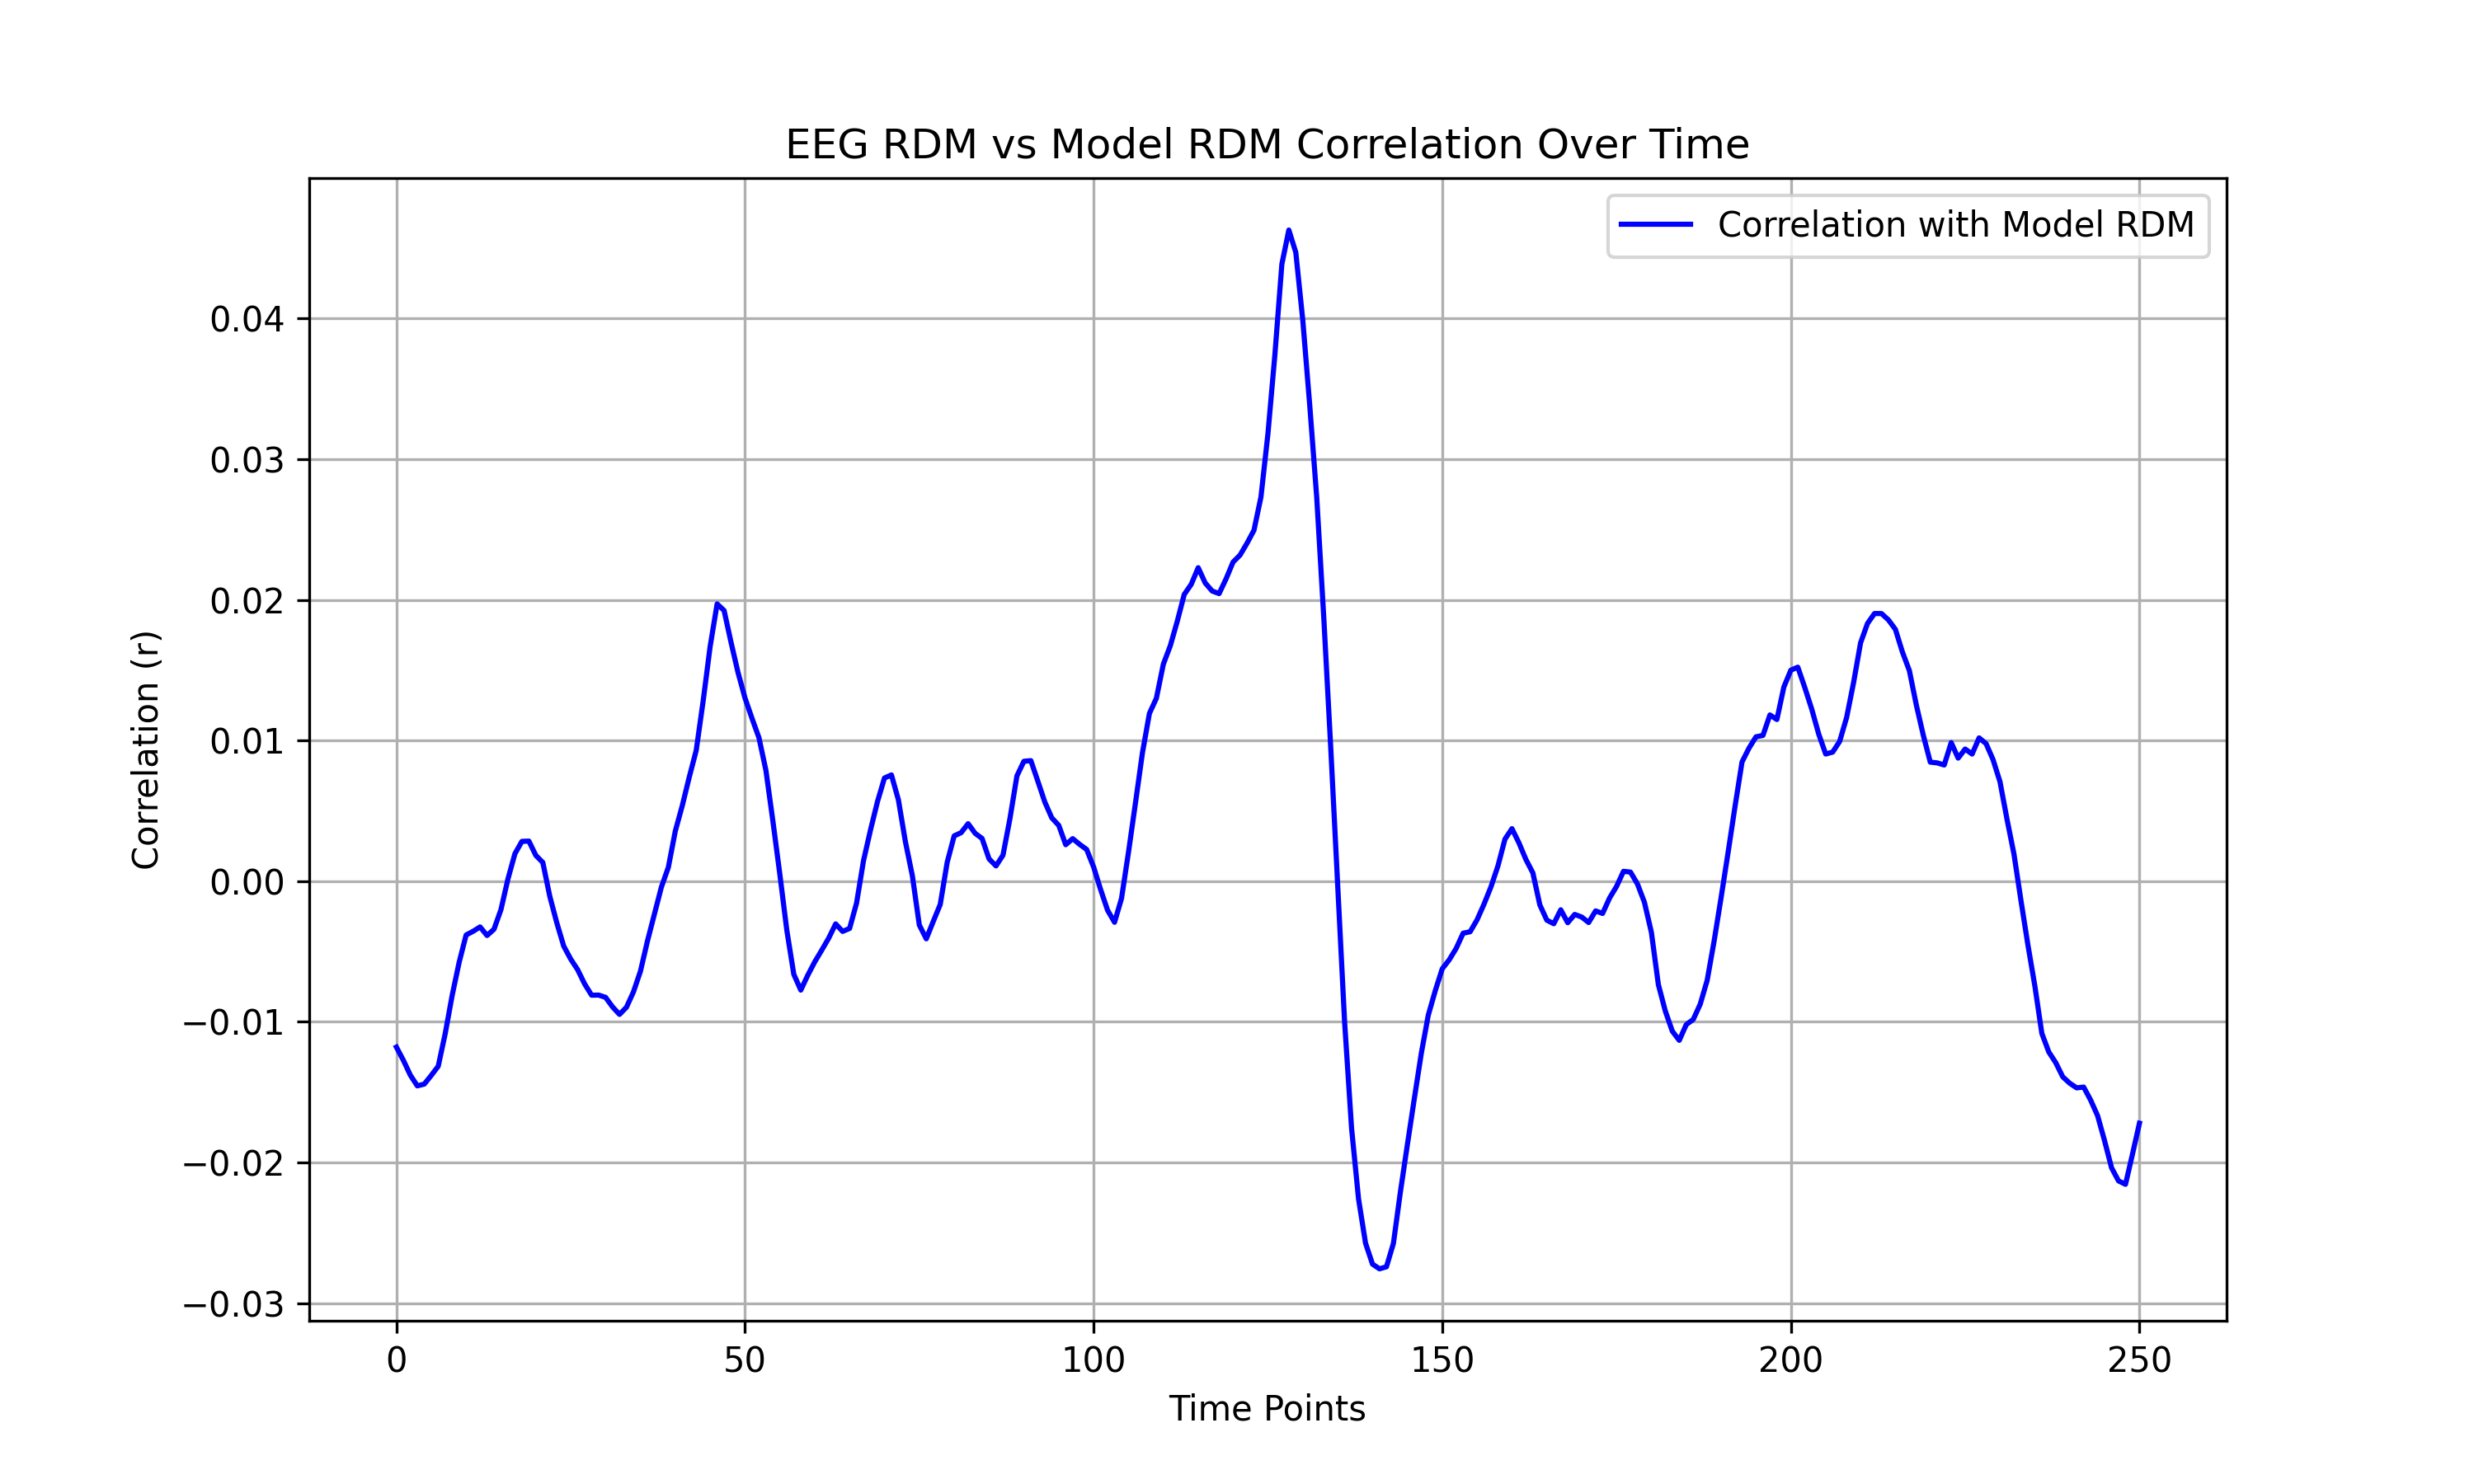 EEG RDM vs Model RDM Correlation Over Time
Correlation with Model RDM
Correlation (r)
0.04
0.03
0.02
0.01
0.00
−0.01
−0.02
−0.03
0 50 100 150 200 250
Time Points